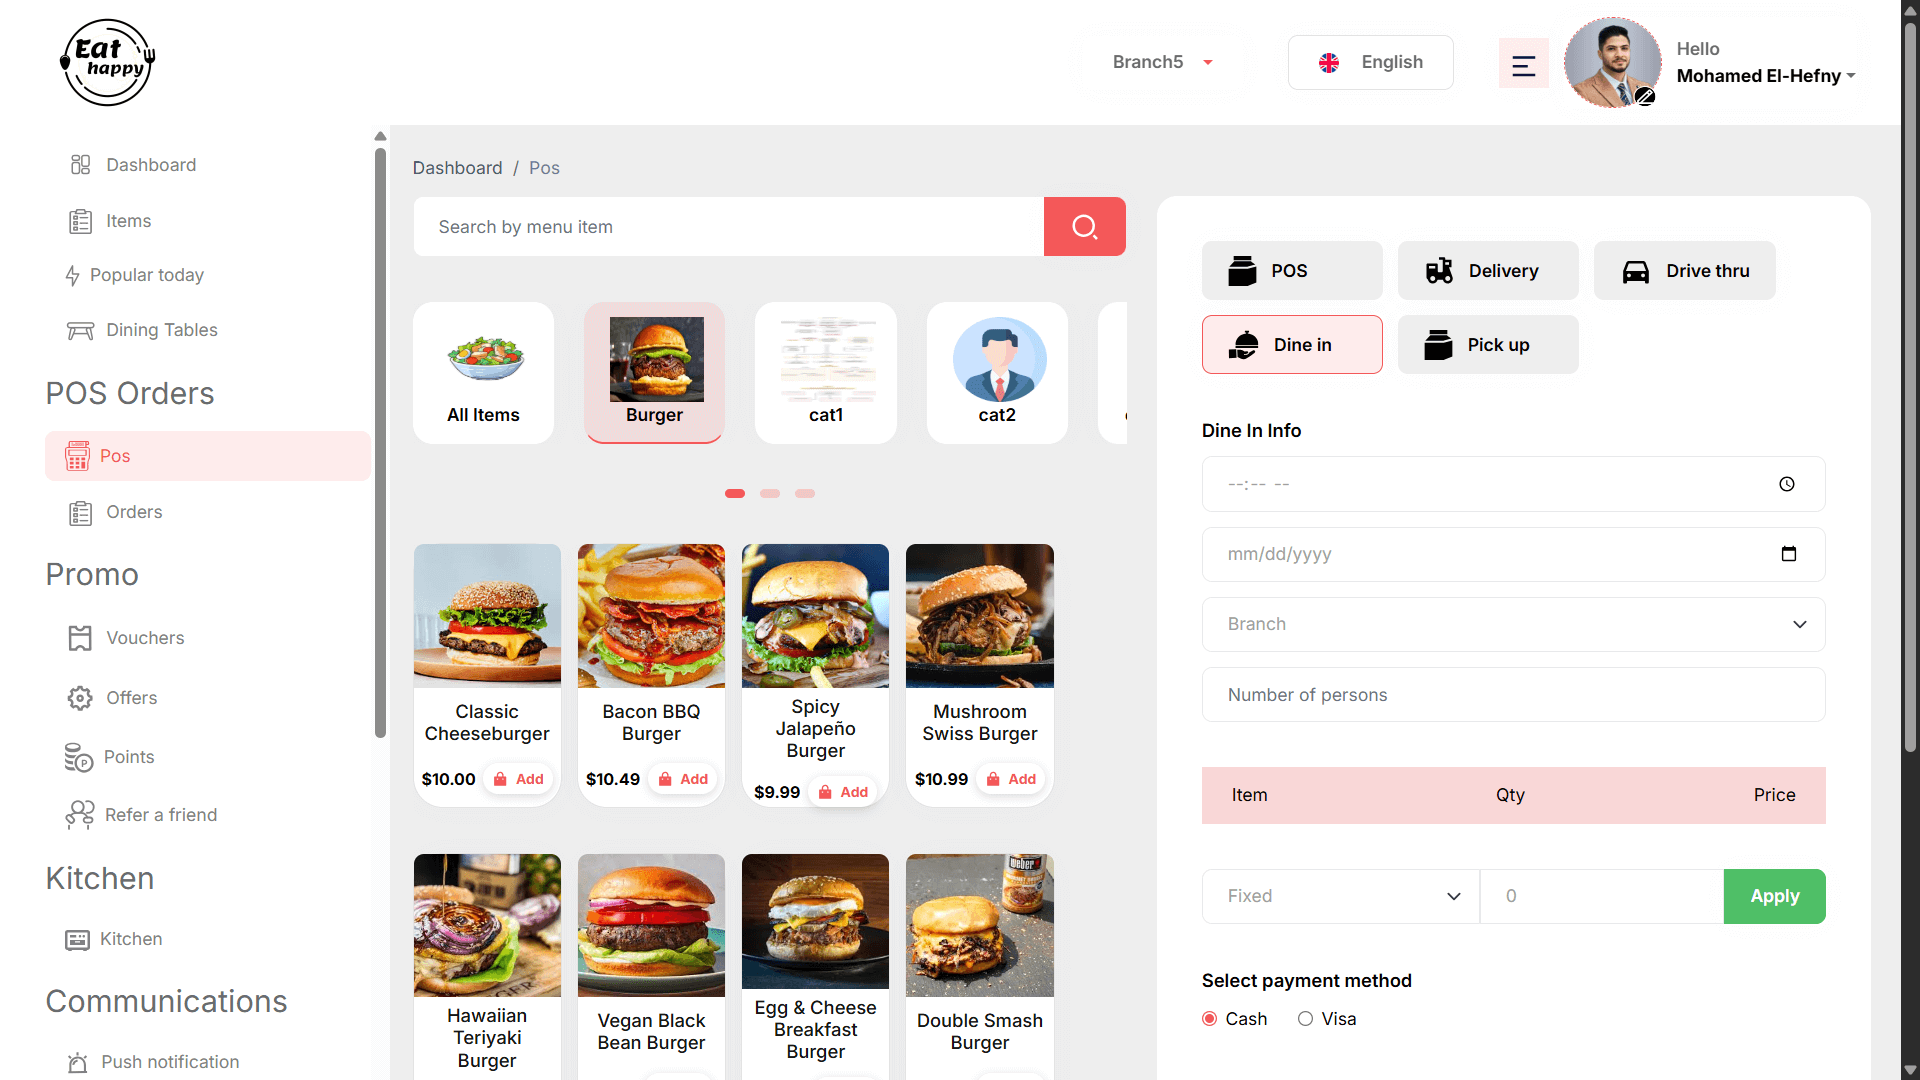 Eat
happy
Branch5
English
Hello
Mohamed El-Hefny
Dashboard
Items
Popular today
Dining Tables
POS Orders
Pos
Orders
Promo
Vouchers
Offers
Points
Refer a friend
Kitchen
Kitchen
Communications
Push notification
Dashboard / Pos
Search by menu item
All Items
Burger
cat1
cat2
Classic
Cheeseburger
$10.00
Add
Bacon BBQ
Burger
$10.49
Add
Spicy
Jalapeño
Burger
$9.99
Add
Mushroom
Swiss Burger
$10.99
Add
Hawaiian
Teriyaki
Burger
Vegan Black
Bean Burger
Egg & Cheese
Breakfast
Burger
weber
Double Smash
Burger
POS
Delivery
Drive thru
Dine in
Pick up
Dine In Info
--:-- --
mm/dd/yyyy
Branch
Number of persons
Item Qty Price
Fixed
0
Apply
Select payment method
Cash
Visa